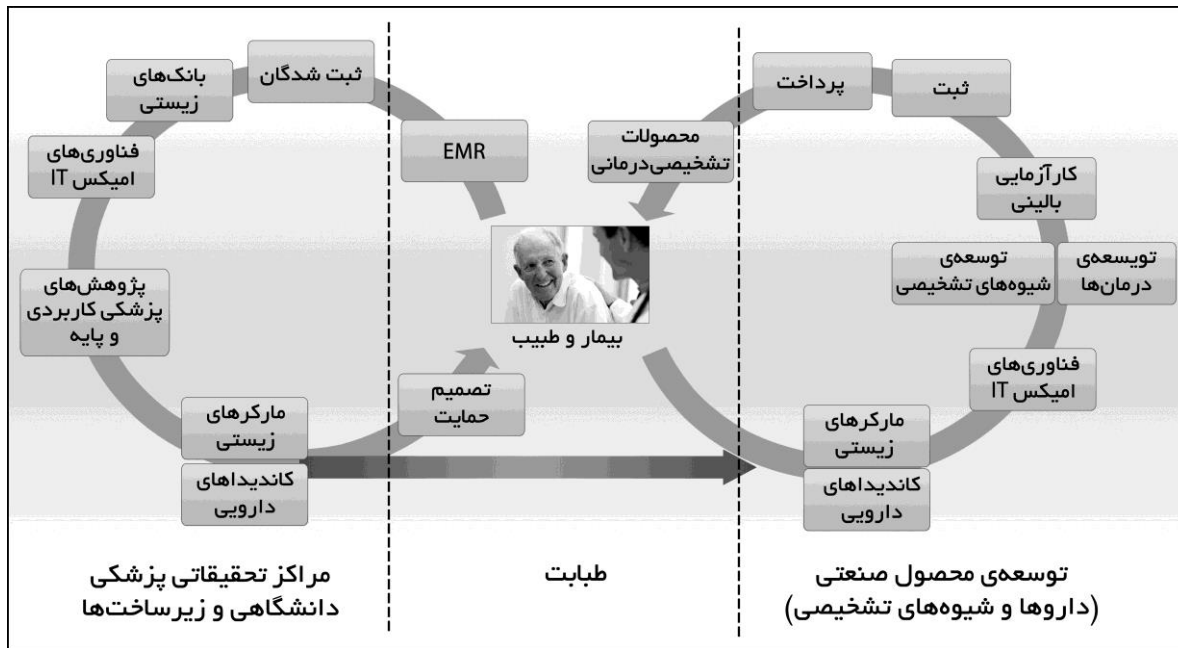 ثبت
پرداخت
ثبت شدگان
بانک‌های
زیستی
محصولات
تشخیصی‌درمانی
EMR
فناوری‌های
امیکس IT
کارآزمایی
بالینی
تویسعه‌ی
درمان‌ها
توسعه‌ی
شیوه‌های تشخیصی
پژوهش‌های
پزشکی کاربردی
و پایه
بیمار و طبیب
فناوری‌های
امیکس IT
تصمیم
حمایت
مارکرهای
زیستی
کاندیداهای
دارویی
مارکرهای
زیستی
کاندیداهای
دارویی
توسعه‌ی محصول صنعتی
(داروها و شیوه‌های تشخیصی)
طبابت
مراکز تحقیقاتی پزشکی
دانشگاهی و زیرساخت‌ها